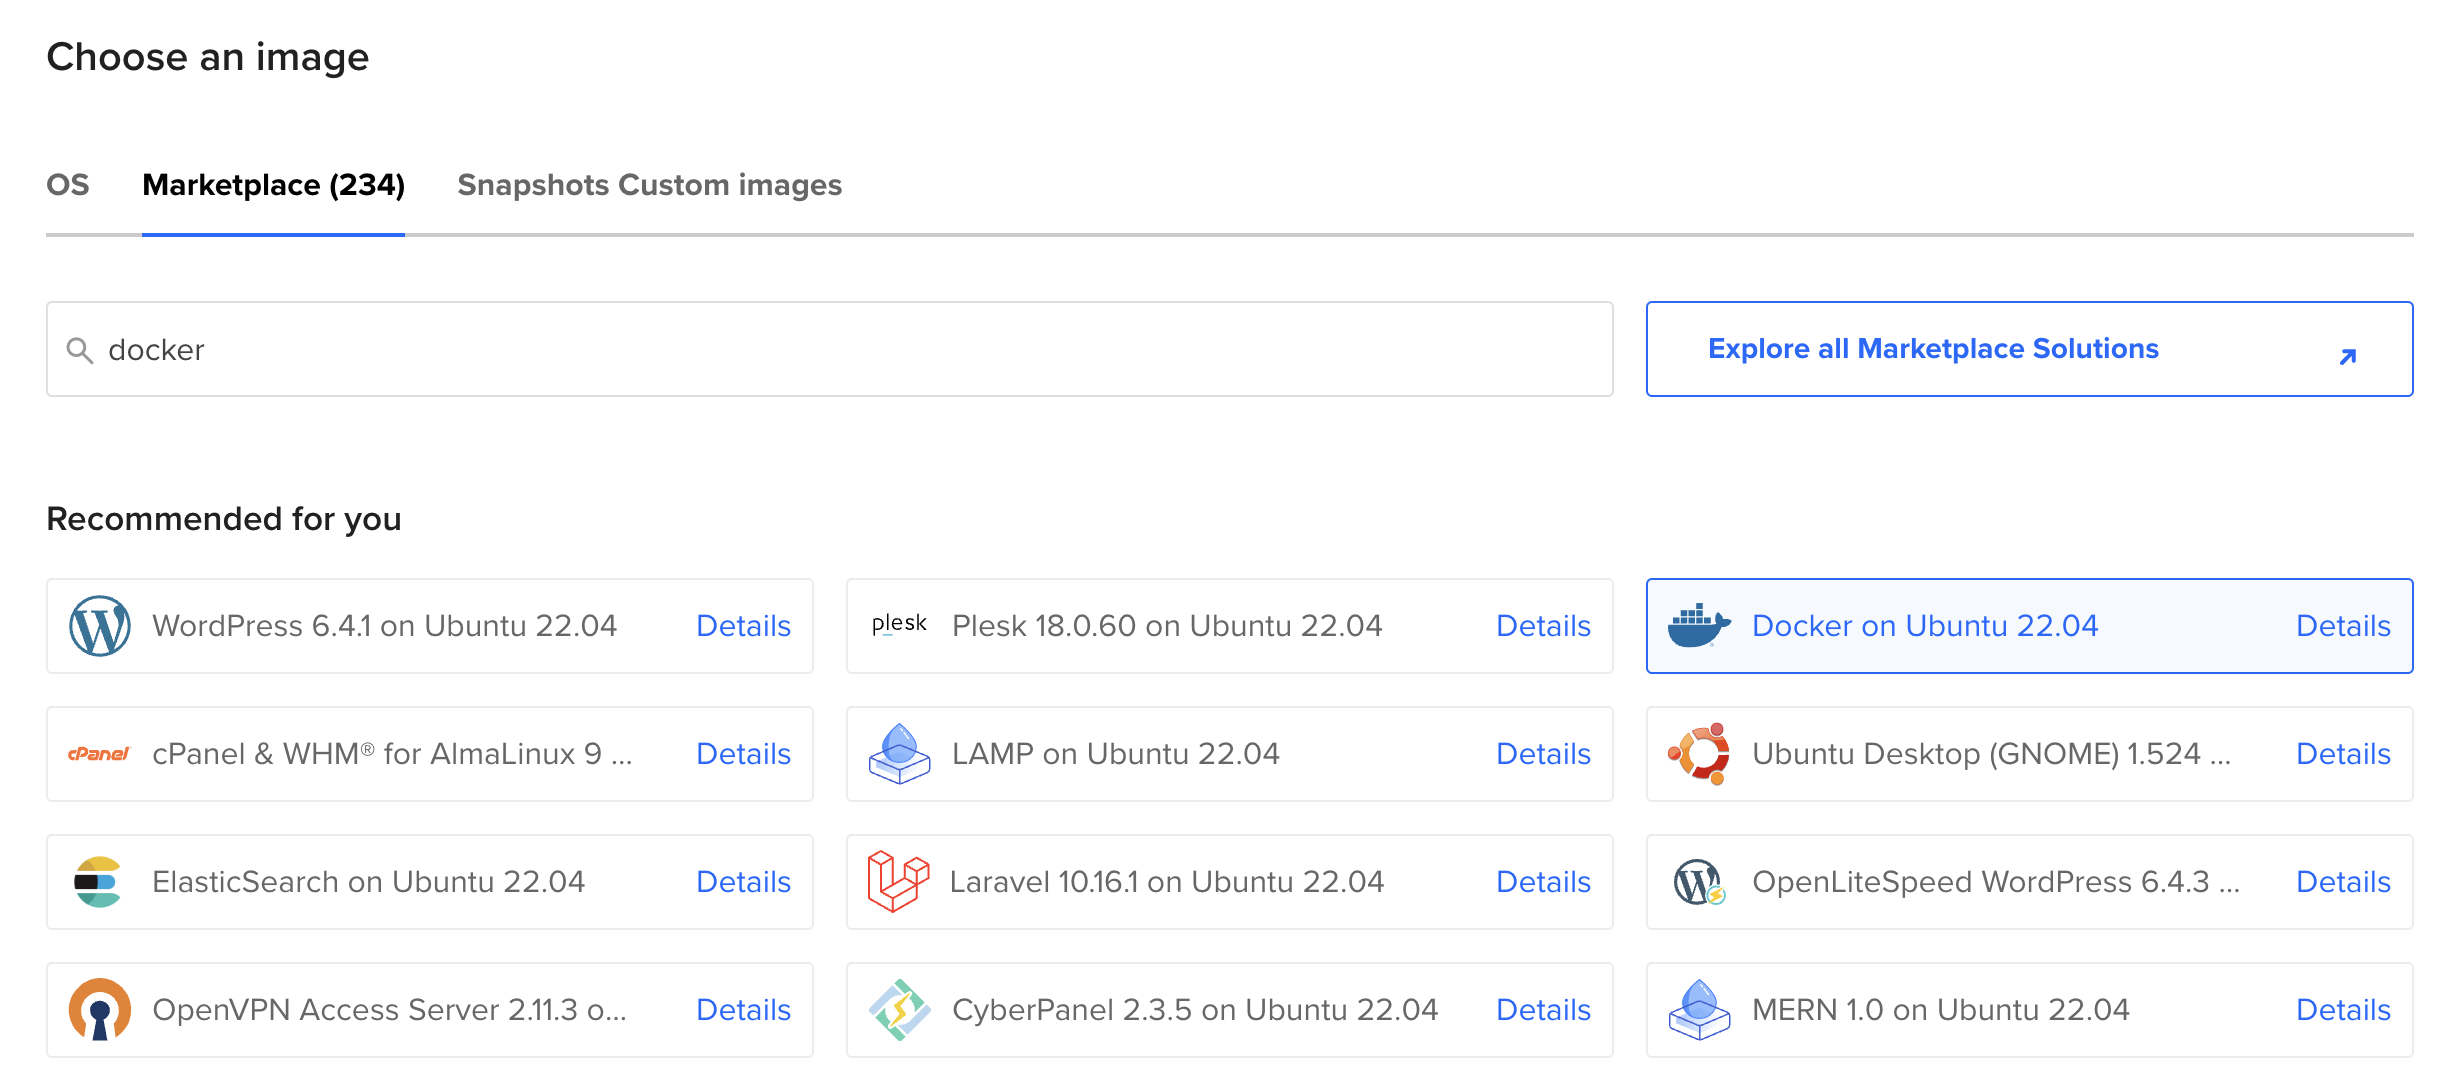 Choose an image
OS Marketplace (234) Snapshots Custom images
docker
Explore all Marketplace Solutions
Recommended for you
WordPress 6.4.1 on Ubuntu 22.04 Details
plesk Plesk 18.0.60 on Ubuntu 22.04 Details
Docker on Ubuntu 22.04 Details
cPanel cPanel & WHM® for AlmaLinux 9 ... Details
LAMP on Ubuntu 22.04 Details
Ubuntu Desktop (GNOME) 1.524 ... Details
ElasticSearch on Ubuntu 22.04 Details
Laravel 10.16.1 on Ubuntu 22.04 Details
OpenLiteSpeed WordPress 6.4.3 ... Details
OpenVPN Access Server 2.11.3 o... Details
CyberPanel 2.3.5 on Ubuntu 22.04 Details
MERN 1.0 on Ubuntu 22.04 Details